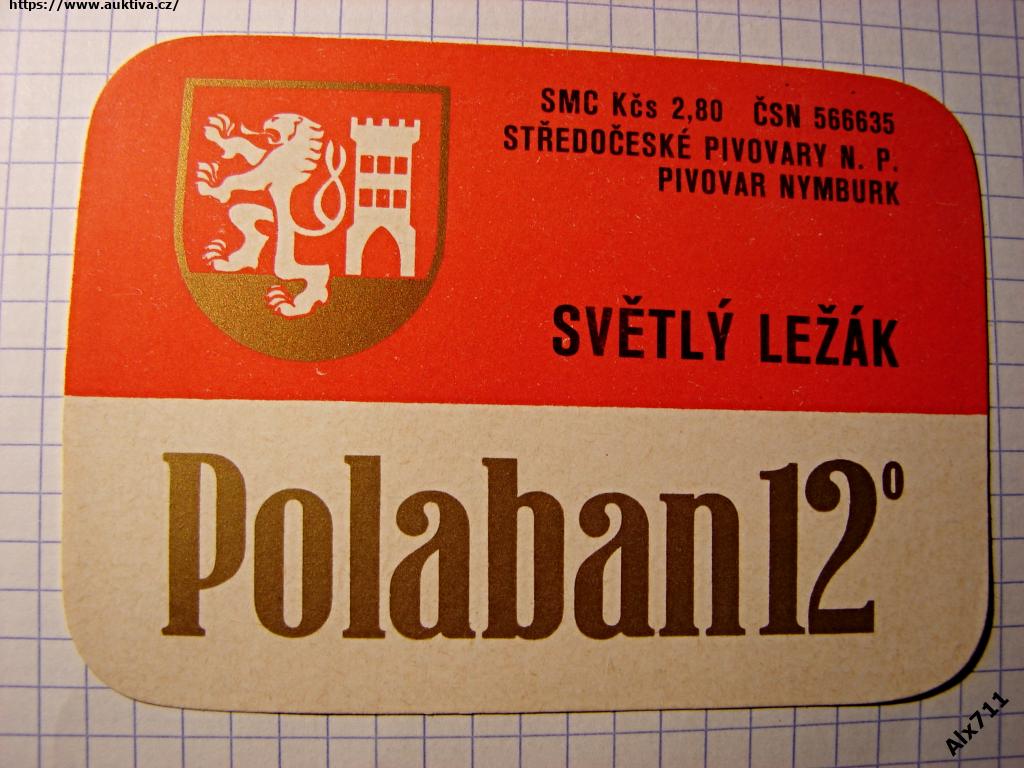 https://www.auktiva.cz/
SMC Kčs 2,80 ČSN 566635
STŘEDOČESKÉ PIVOVARY N. P.
PIVOVAR NYMBURK
SVĚTLÝ LEŽÁK
Polaban 12°
Alx711